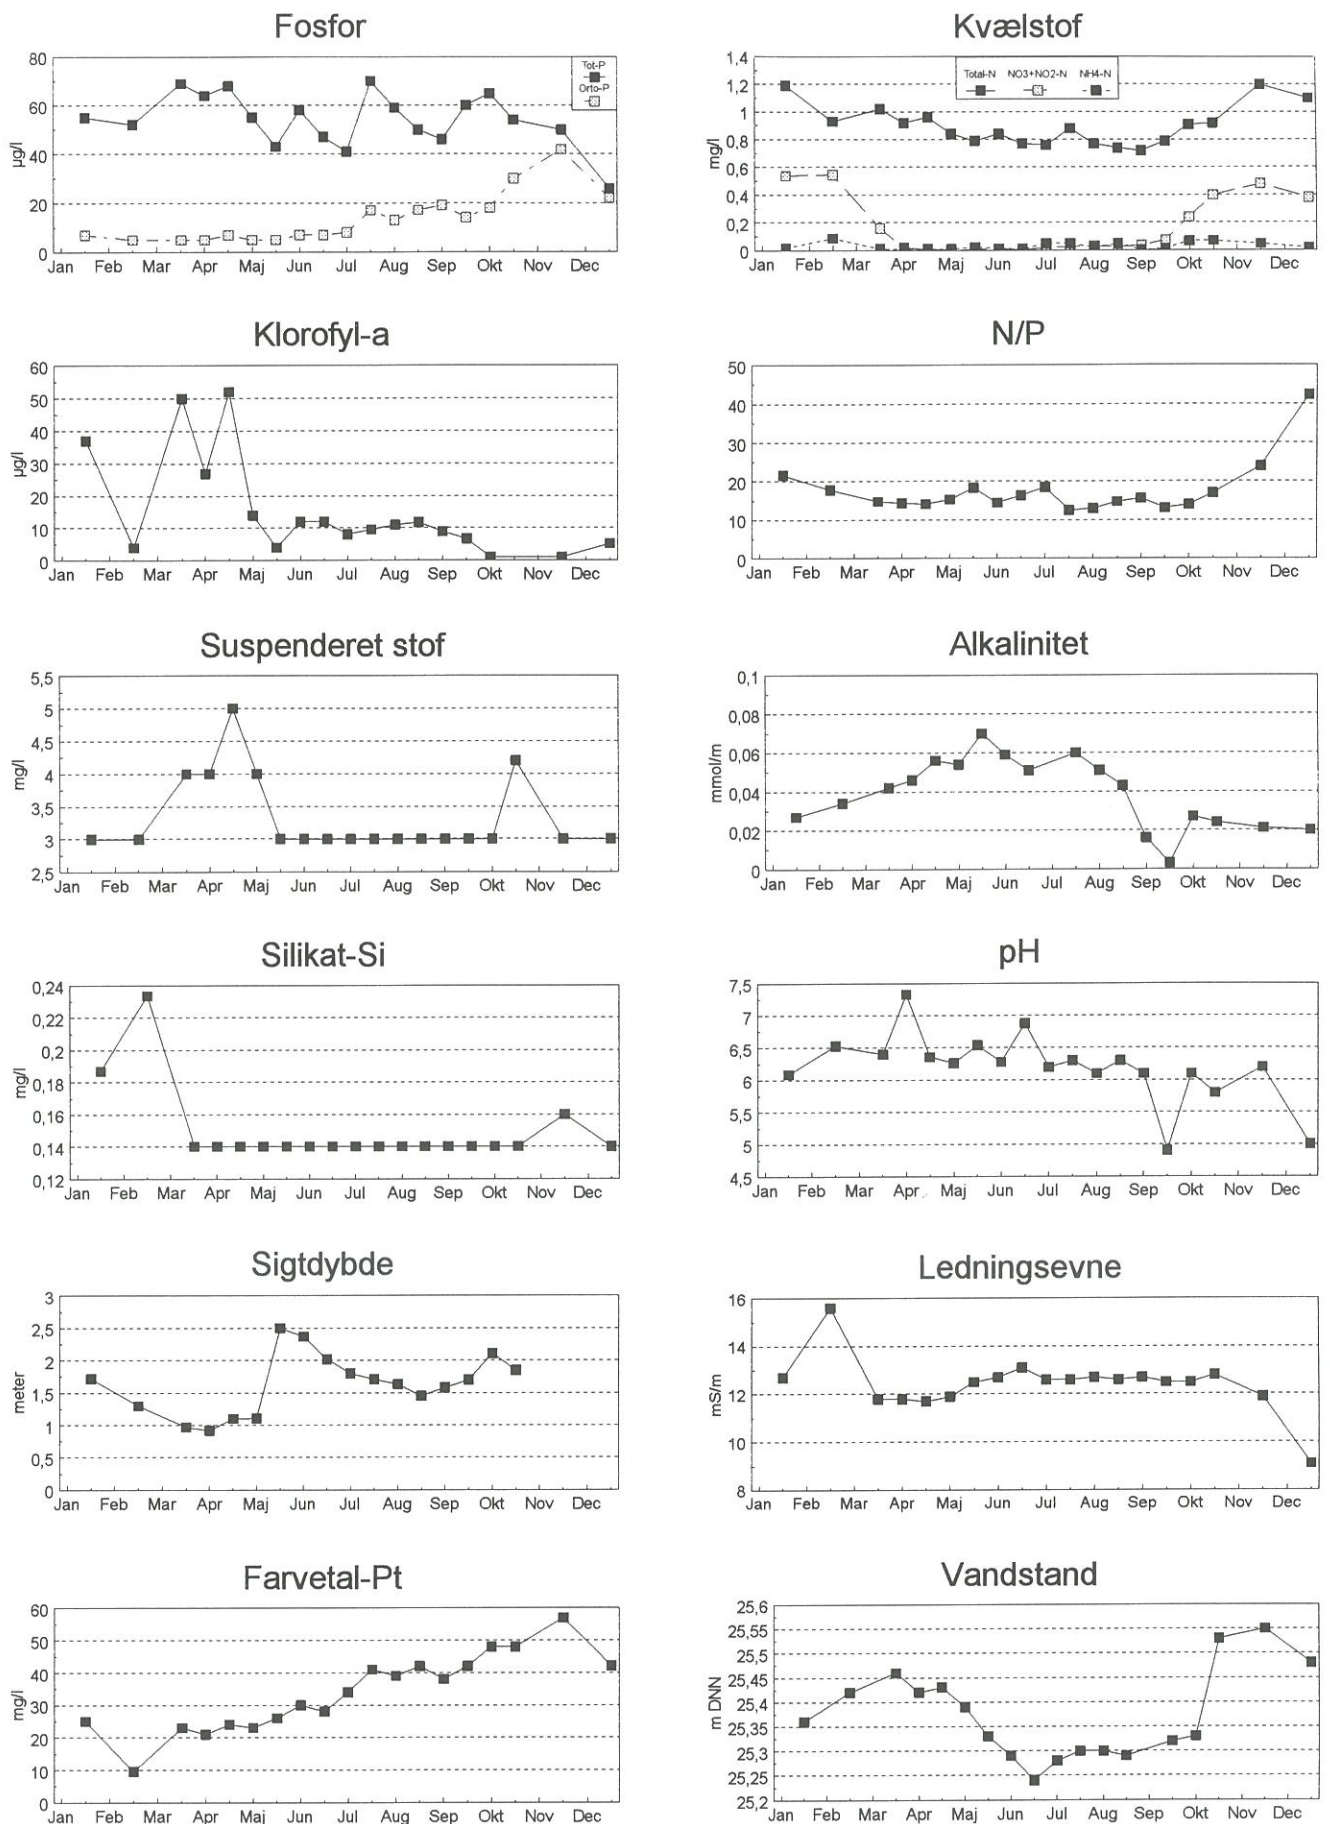 Fosfor
80
60
40
20
0
µg/l
Tot-P
Orto-P
Jan Feb Mar Apr Maj Jun Jul Aug Sep Okt Nov Dec
Kvælstof
1,4
1,2
1
0,8
0,6
0,4
0,2
0
mg/l
Total-N NO3+NO2-N NH4-N
Jan Feb Mar Apr Maj Jun Jul Aug Sep Okt Nov Dec
Klorofyl-a
60
50
40
30
20
10
0
µg/l
Jan Feb Mar Apr Maj Jun Jul Aug Sep Okt Nov Dec
N/P
50
40
30
20
10
0
Jan Feb Mar Apr Maj Jun Jul Aug Sep Okt Nov Dec
Suspenderet stof
5,5
5
4,5
4
3,5
3
2,5
mg/l
Jan Feb Mar Apr Maj Jun Jul Aug Sep Okt Nov Dec
Alkalinitet
0,1
0,08
0,06
0,04
0,02
0
mmol/m
Jan Feb Mar Apr Maj Jun Jul Aug Sep Okt Nov Dec
Silikat-Si
0,24
0,22
0,2
0,18
0,16
0,14
0,12
mg/l
Jan Feb Mar Apr Maj Jun Jul Aug Sep Okt Nov Dec
pH
7,5
7
6,5
6
5,5
5
4,5
Jan Feb Mar Apr Maj Jun Jul Aug Sep Okt Nov Dec
Sigtdybde
3
2,5
2
1,5
1
0,5
0
meter
Jan Feb Mar Apr Maj Jun Jul Aug Sep Okt Nov Dec
Ledningsevne
16
14
12
10
8
mS/m
Jan Feb Mar Apr Maj Jun Jul Aug Sep Okt Nov Dec
Farvetal-Pt
60
50
40
30
20
10
0
mg/l
Jan Feb Mar Apr Maj Jun Jul Aug Sep Okt Nov Dec
Vandstand
25,6
25,55
25,5
25,45
25,4
25,35
25,3
25,25
25,2
m DNN
Jan Feb Mar Apr Maj Jun Jul Aug Sep Okt Nov Dec